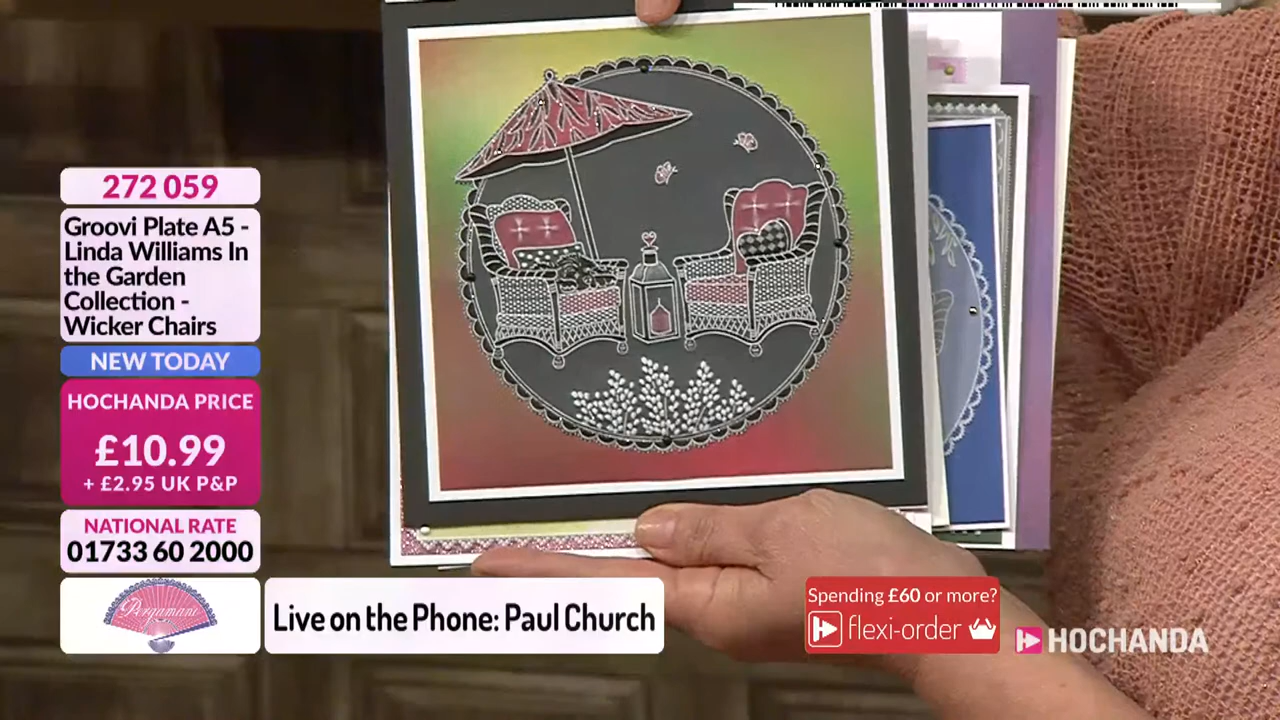 272 059
Groovi Plate A5 -
Linda Williams In
the Garden
Collection -
Wicker Chairs
NEW TODAY
HOCHANDA PRICE
£10.99
+ £2.95 UK P&P
NATIONAL RATE
01733 60 2000
Pergamano
Live on the Phone: Paul Church
Spending £60 or more?
flexi-order
HOCHANDA